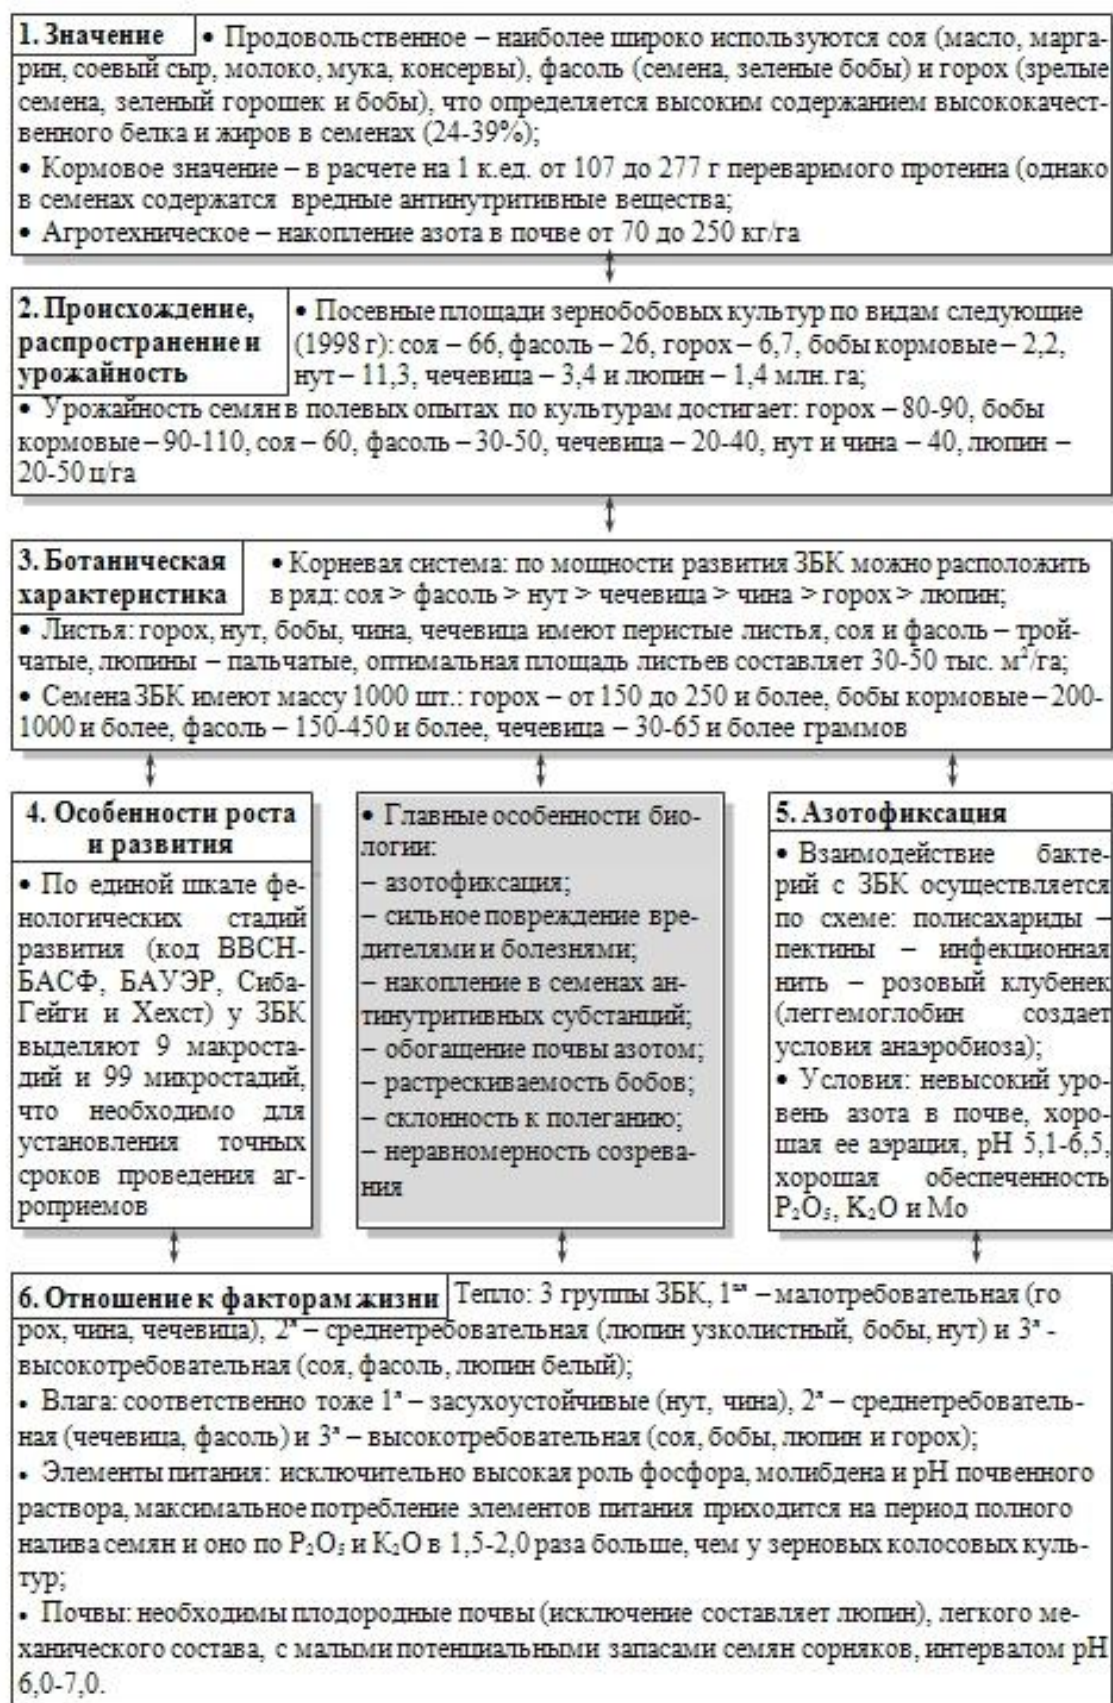 1. Значение • Продовольственное – наиболее широко используются соя (масло, марга-
рин, соевый сыр, молоко, мука, консервы), фасоль (семена, зеленые бобы) и горох (зрелые
семена, зеленый горошек и бобы), что определяется высоким содержанием высококачест-
венного белка и жиров в семенах (24-39%);
• Кормовое значение – в расчете на 1 к.ед. от 107 до 277 г переваримого протеина (однако
в семенах содержатся вредные антинутритивные вещества;
• Агротехническое – накопление азота в почве от 70 до 250 кг/га
2. Происхождение,
распространение и
урожайность
• Посевные площади зернобобовых культур по видам следующие
(1998 г): соя – 66, фасоль – 26, горох – 6,7, бобы кормовые – 2,2,
нут – 11,3, чечевица – 3,4 и люпин – 1,4 млн. га;
• Урожайность семян в полевых опытах по культурам достигает: горох – 80-90, бобы
кормовые – 90-110, соя – 60, фасоль – 30-50, чечевица – 20-40, нут и чина – 40, люпин –
20-50 ц/га
3. Ботаническая
характеристика
• Корневая система: по мощности развития ЗБК можно расположить
в ряд: соя > фасоль > нут > чечевица > чина > горох > люпин;
• Листья: горох, нут, бобы, чина, чечевица имеют перистые листья, соя и фасоль – трой-
чатые, люпины – пальчатые, оптимальная площадь листьев составляет 30-50 тыс. м²/га;
• Семена ЗБК имеют массу 1000 шт.: горох – от 150 до 250 и более, бобы кормовые – 200-
1000 и более, фасоль – 150-450 и более, чечевица – 30-65 и более граммов
4. Особенности роста
и развития
• По единой шкале фе-
нологических стадий
развития (код ВВСН-
БАСФ, БАУЭР, Сиба-
Гейги и Хехст) у ЗБК
выделяют 9 макроста-
дий и 99 микростадий,
что необходимо для
установления точных
сроков проведения аг-
роприемов
• Главные особенности био-
логии:
– азотофиксация;
– сильное повреждение вре-
дителями и болезнями;
– накопление в семенах ан-
тинутритивных субстанций;
– обогащение почвы азотом;
– растрескиваемость бобов;
– склонность к полеганию;
– неравномерность созрева-
ния
5. Азотофиксация
• Взаимодействие бакте-
рий с ЗБК осуществляется
по схеме: полисахариды –
пектины – инфекционная
нить – розовый клубенек
(леггемоглобин создает
условия анаэробиоза);
• Условия: невысокий уро-
вень азота в почве, хоро-
шая ее аэрация, рН 5,1-6,5,
хорошая обеспеченность
P₂O₅, K₂O и Mo
6. Отношение к факторам жизни Тепло: 3 группы ЗБК, – малотребовательная (го
рох, чина, чечевица), 2ᵃ – среднетребовательная (люпин узколистный, бобы, нут) и 3ᵃ -
высокотребовательная (соя, фасоль, люпин белый);
• Влага: соответственно тоже 1ᵃ – засухоустойчивые (нут, чина), 2ᵃ – среднетребователь-
ная (чечевица, фасоль) и 3ᵃ – высокотребовательная (соя, бобы, люпин и горох);
• Элементы питания: исключительно высокая роль фосфора, молибдена и рН почвенного
раствора, максимальное потребление элементов питания приходится на период полного
налива семян и оно по P₂O₅ и K₂O в 1,5-2,0 раза больше, чем у зерновых колосовых куль-
тур;
• Почвы: необходимы плодородные почвы (исключение составляет люпин), легкого ме-
ханического состава, с малыми потенциальными запасами семян сорняков, интервалом рН
6,0-7,0.